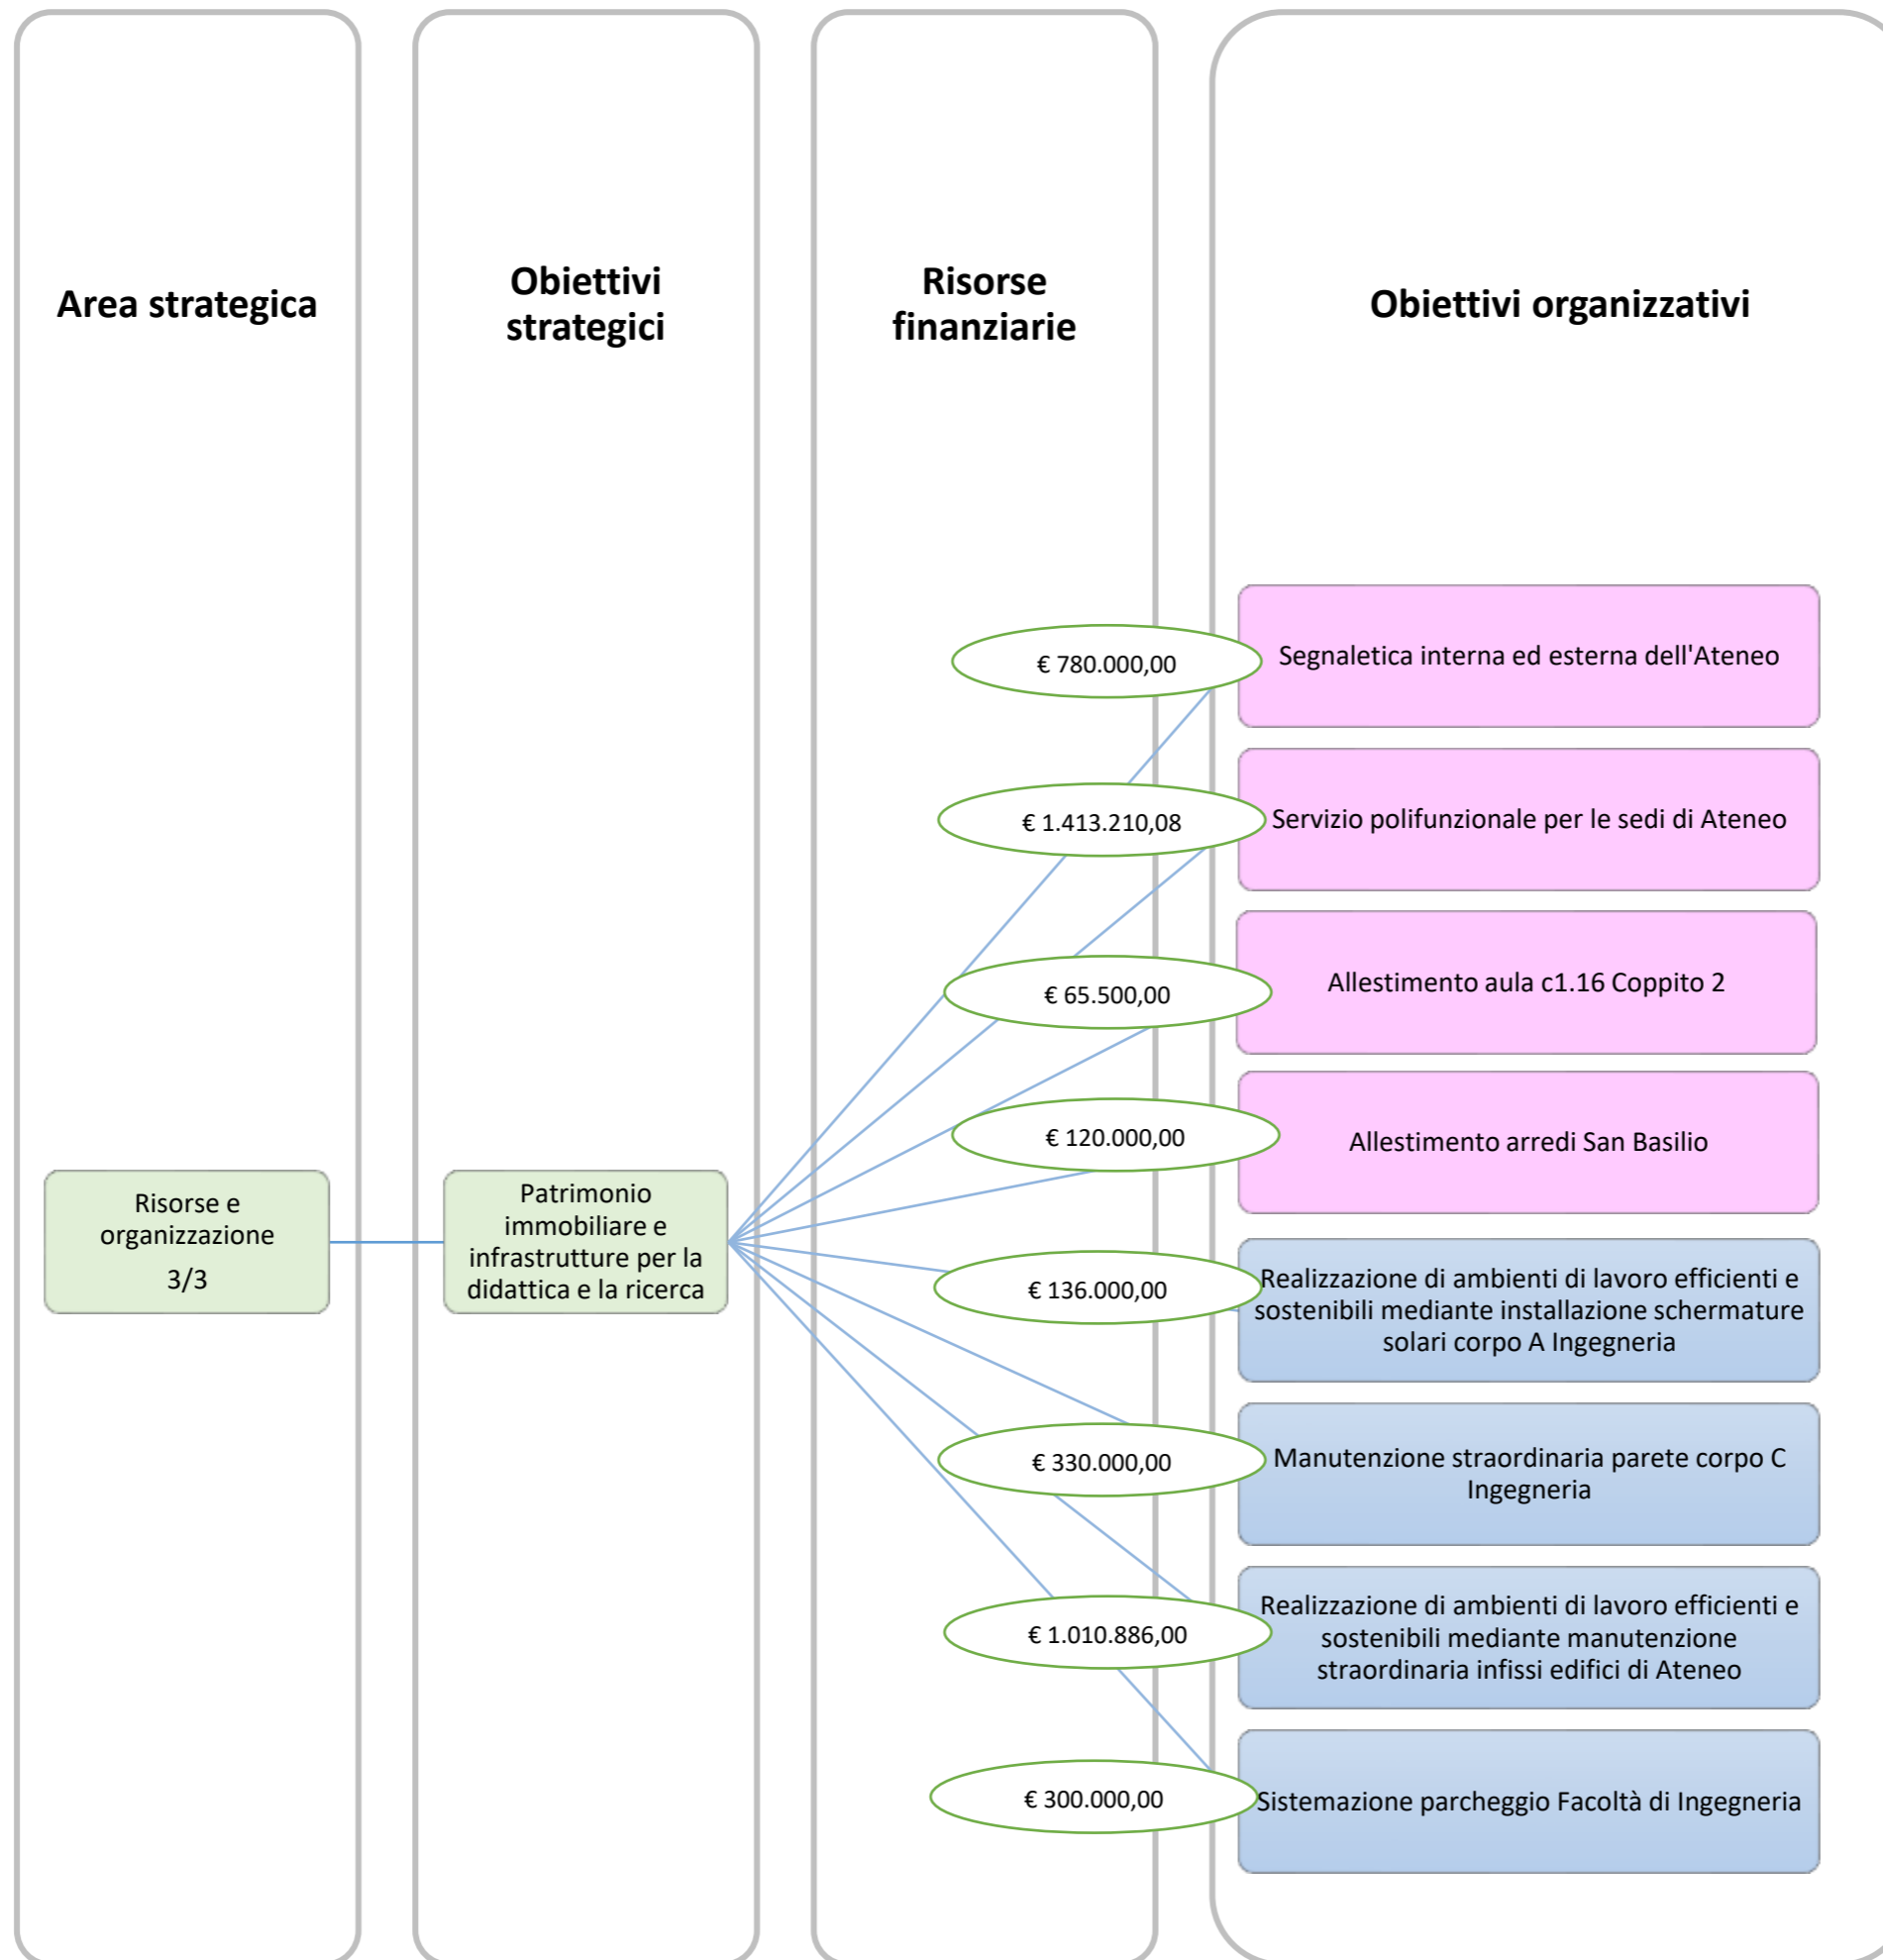 Area strategica
Obiettivi
strategici
Risorse
finanziarie
Obiettivi organizzativi
Risorse e
organizzazione
3/3
Patrimonio
immobiliare e
infrastrutture per la
didattica e la ricerca
€ 780.000,00
Segnaletica interna ed esterna dell'Ateneo
€ 1.413.210,08
Servizio polifunzionale per le sedi di Ateneo
€ 65.500,00
Allestimento aula c1.16 Coppito 2
€ 120.000,00
Allestimento arredi San Basilio
€ 136.000,00
Realizzazione di ambienti di lavoro efficienti e
sostenibili mediante installazione schermature
solari corpo A Ingegneria
€ 330.000,00
Manutenzione straordinaria parete corpo C
Ingegneria
€ 1.010.886,00
Realizzazione di ambienti di lavoro efficienti e
sostenibili mediante manutenzione
straordinaria infissi edifici di Ateneo
€ 300.000,00
Sistemazione parcheggio Facoltà di Ingegneria